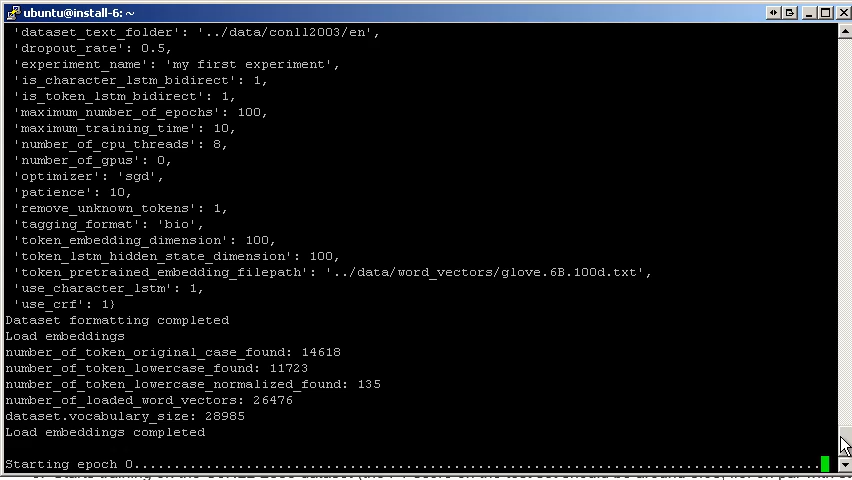 ubuntu@install-6: ~
'dataset_text_folder': '../data/conll2003/en',
'dropout_rate': 0.5,
'experiment_name': 'my first experiment',
'is_character_lstm_bidirect': 1,
'is_token_lstm_bidirect': 1,
'maximum_number_of_epochs': 100,
'maximum_training_time': 10,
'number_of_cpu_threads': 8,
'number_of_gpus': 0,
'optimizer': 'sgd',
'patience': 10,
'remove_unknown_tokens': 1,
'tagging_format': 'bio',
'token_embedding_dimension': 100,
'token_lstm_hidden_state_dimension': 100,
'token_pretrained_embedding_filepath': '../data/word_vectors/glove.6B.100d.txt',
'use_character_lstm': 1,
'use_crf': 1}
Dataset formatting completed
Load embeddings
number_of_token_original_case_found: 14618
number_of_token_lowercase_found: 11723
number_of_token_lowercase_normalized_found: 135
number_of_loaded_word_vectors: 26476
dataset.vocabulary_size: 28985
Load embeddings completed
Starting epoch 0......................................................................................